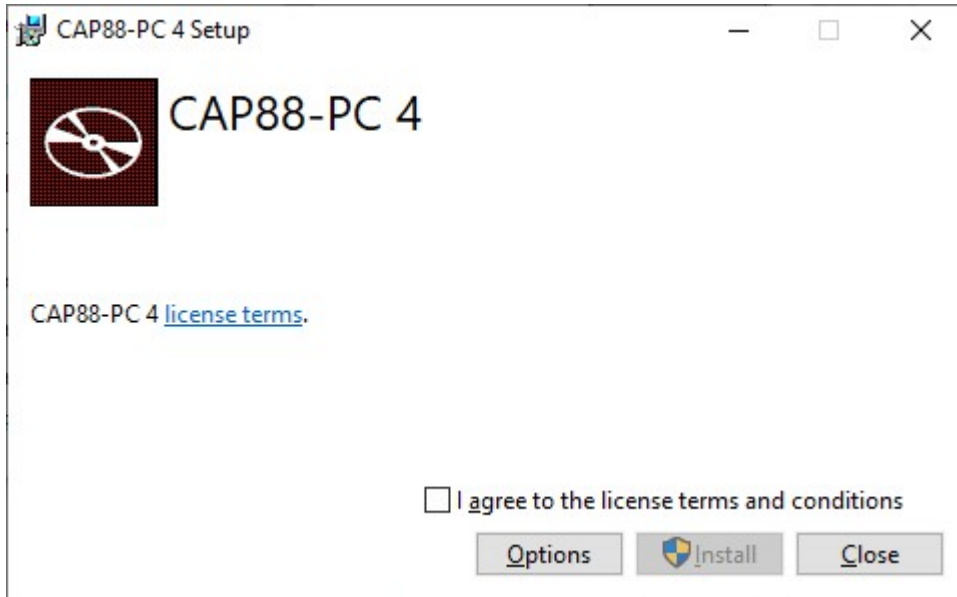 CAP88-PC 4 Setup
CAP88-PC 4
CAP88-PC 4 license terms.
I agree to the license terms and conditions
Options Install Close